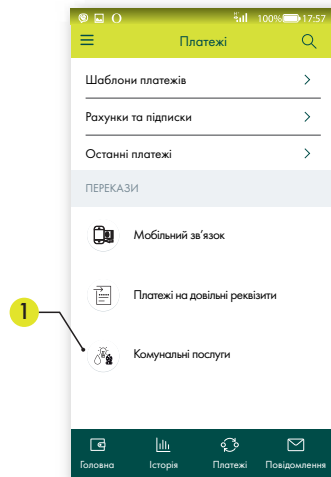 100% 17:57
Платежі
Шаблони платежів
Рахунки та підписки
Останні платежі
ПЕРЕКАЗИ
Мобільний зв’язок
Платежі на довільні реквізити
1
Комунальні послуги
Головна Історія Платежі Повідомлення